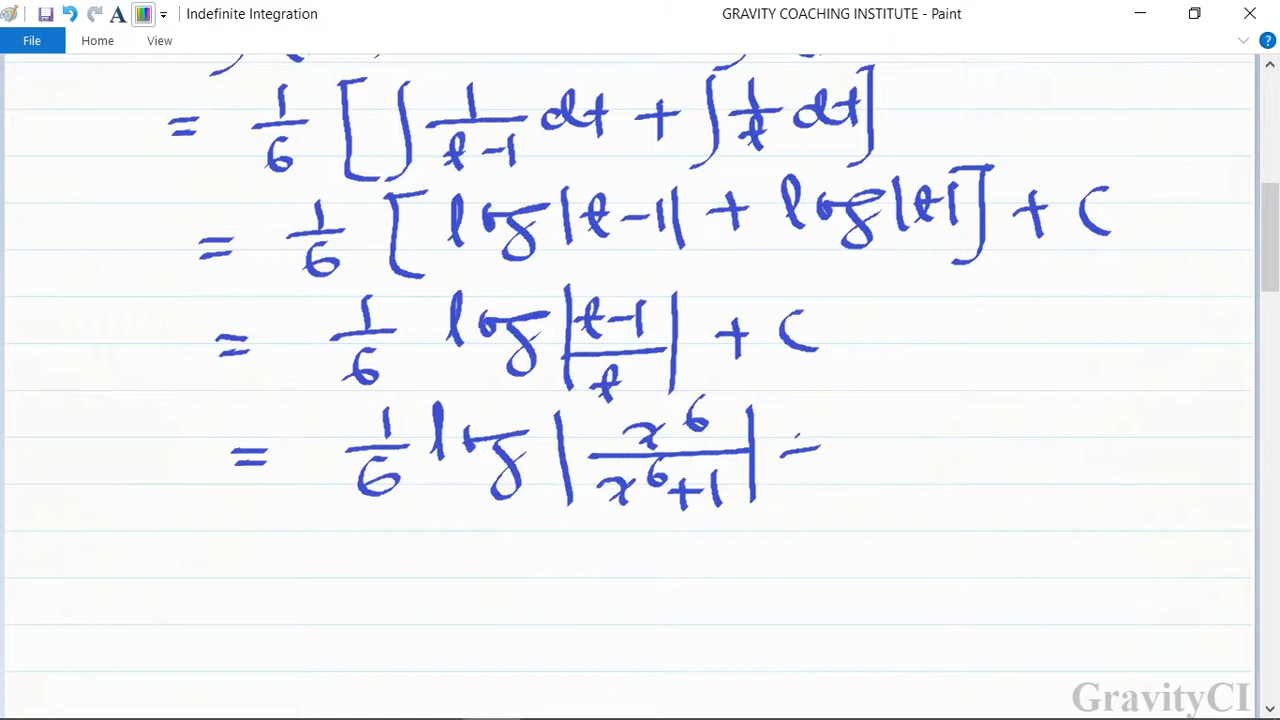 Indefinite Integration
GRAVITY COACHING INSTITUTE - Paint
File Home View
= 1/6 [∫ 1/(t-1) dt + ∫ 1/t dt]
= 1/6 [log|t-1| + log|t|] + C
= 1/6 log|(t-1)/t| + C
= 1/6 log|x^6/(x^6+1)|
GravityCI